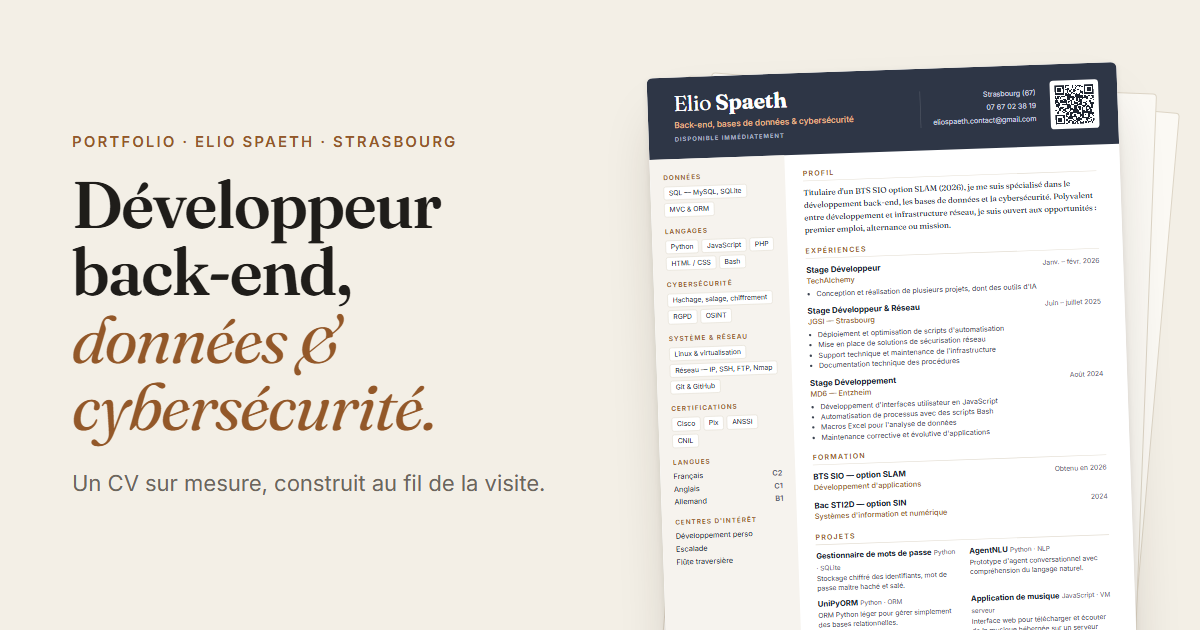 PORTFOLIO · ELIO SPAETH · STRASBOURG
Développeur
back-end,
données &
cybersécurité.
Un CV sur mesure, construit au fil de la visite.
Elio Spaeth
Back-end, bases de données & cybersécurité
DISPONIBLE IMMÉDIATEMENT
Strasbourg (67)
07 67 02 38 19
eliospaeth.contact@gmail.com
DONNÉES
SQL — MySQL, SQLite
MVC & ORM
LANGAGES
Python JavaScript PHP
HTML / CSS Bash
CYBERSÉCURITÉ
Hachage, salage, chiffrement
RGPD OSINT
SYSTÈME & RÉSEAU
Linux & virtualisation
Réseau — IP, SSH, FTP, Nmap
Git & GitHub
CERTIFICATIONS
Cisco Pix ANSSI
CNIL
LANGUES
Français C2
Anglais C1
Allemand B1
CENTRES D'INTÉRÊT
Développement perso
Escalade
Flûte traversière
PROFIL
Titulaire d'un BTS SIO option SLAM (2026), je me suis spécialisé dans le
développement back-end, les bases de données et la cybersécurité. Polyvalent
entre développement et infrastructure réseau, je suis ouvert aux opportunités :
premier emploi, alternance ou mission.
EXPÉRIENCES
Stage Développeur Janv. – févr. 2026
TechAlchemy
• Conception et réalisation de plusieurs projets, dont des outils d'IA
Stage Développeur & Réseau Juin – juillet 2025
JGSI — Strasbourg
• Déploiement et optimisation de scripts d'automatisation
• Mise en place de solutions de sécurisation réseau
• Support technique et maintenance de l'infrastructure
• Documentation technique des procédures
Stage Développement Août 2024
MD6 — Entzheim
• Développement d'interfaces utilisateur en JavaScript
• Automatisation de processus avec des scripts Bash
• Macros Excel pour l'analyse de données
• Maintenance corrective et évolutive d'applications
FORMATION
BTS SIO — option SLAM Obtenu en 2026
Développement d'applications
Bac STI2D — option SIN 2024
Systèmes d'information et numérique
PROJETS
Gestionnaire de mots de passe Python
· SQLite
Stockage chiffré des identifiants, mot de
passe maître haché et salé.
AgentNLU Python · NLP
Prototype d'agent conversationnel avec
compréhension du langage naturel.
UniPyORM Python · ORM
ORM Python léger pour gérer simplement
des bases relationnelles.
Application de musique JavaScript · VM
serveur
Interface web pour télécharger et écouter
de la musique hébergée sur un serveur